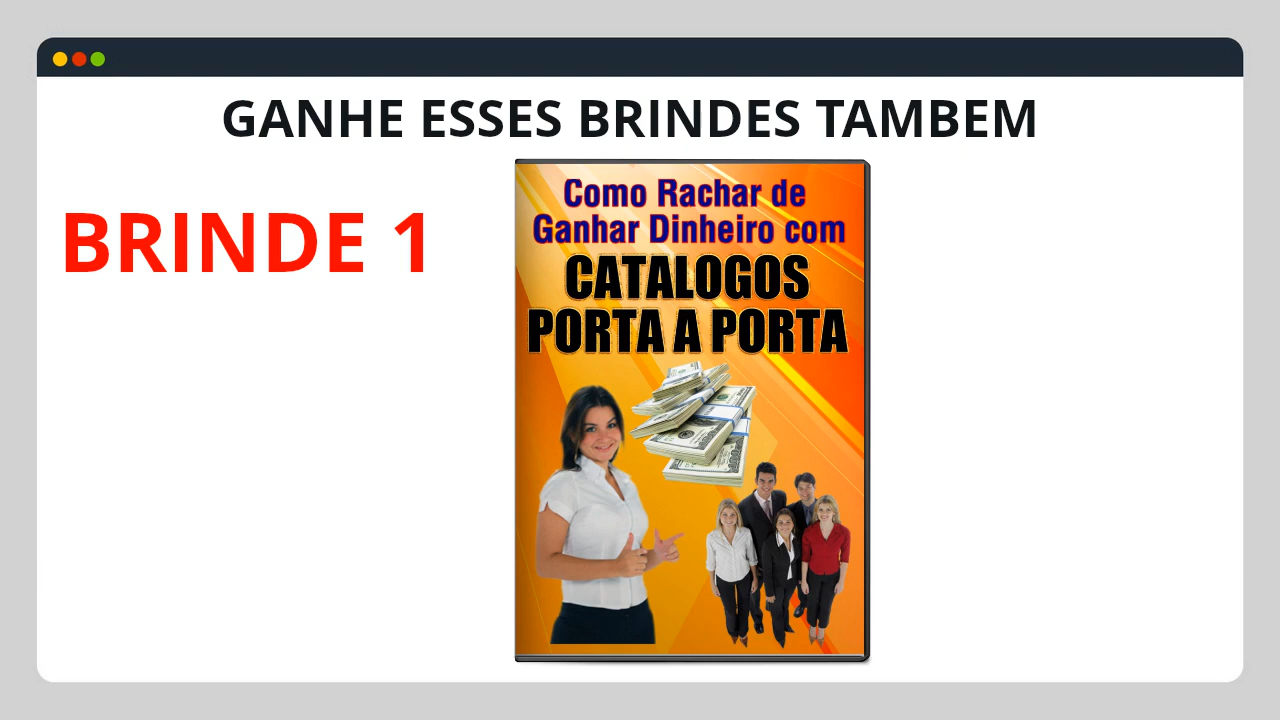 GANHE ESSES BRINDES TAMBEM
BRINDE 1
Como Rachar de
Ganhar Dinheiro com
CATALOGOS
PORTA A PORTA